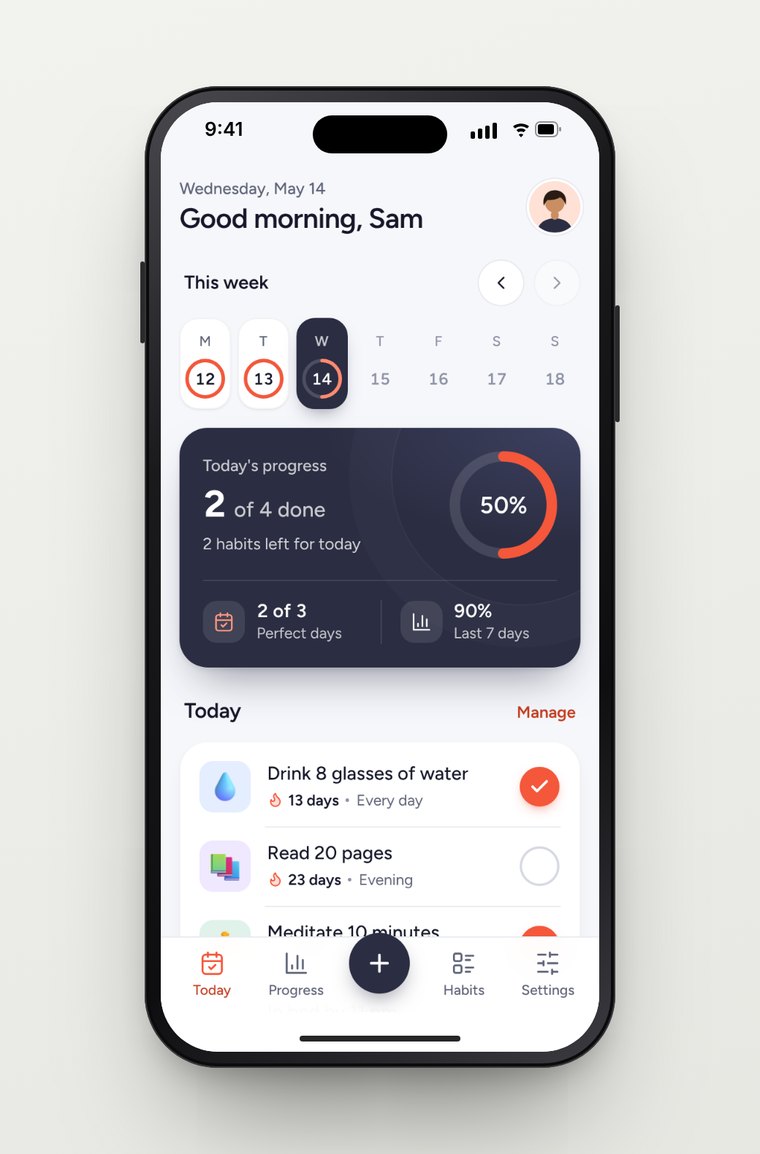 9:41
Wednesday, May 14
Good morning, Sam
This week
M T W T F S S
12 13 14 15 16 17 18
Today's progress
2 of 4 done
2 habits left for today
50%
2 of 3
Perfect days
90%
Last 7 days
Today
Manage
Drink 8 glasses of water
13 days • Every day
Read 20 pages
23 days • Evening
Meditate 10 minutes
Today
Progress
Habits
Settings